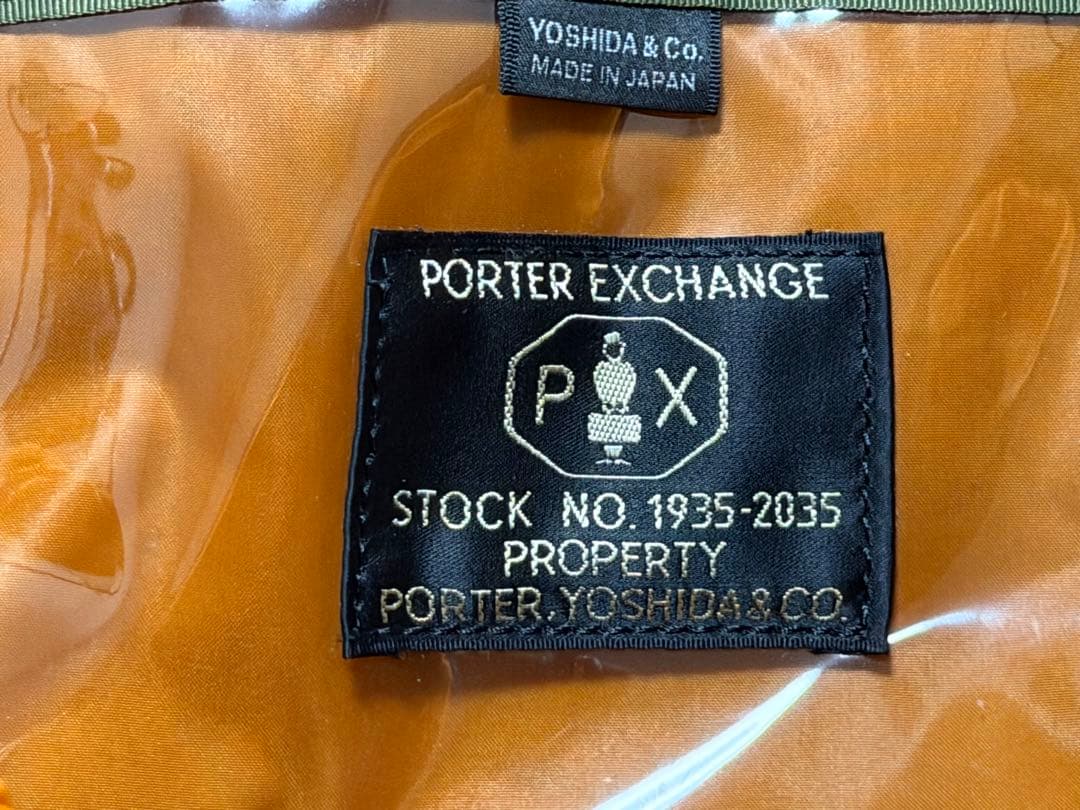 YOSHIDA & Co.
MADE IN JAPAN
PORTER EXCHANGE
P X
STOCK NO. 1935-2035
PROPERTY
PORTER. YOSHIDA & CO.